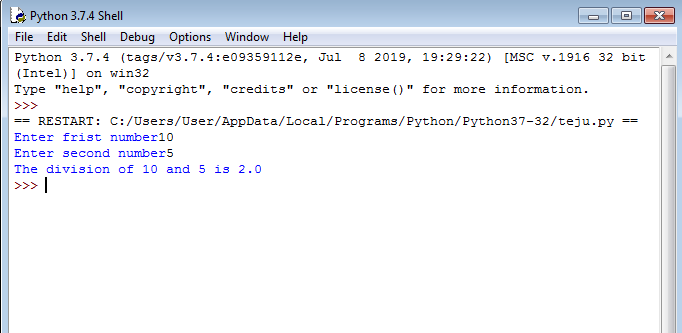 Python 3.7.4 Shell
File Edit Shell Debug Options Window Help
Python 3.7.4 (tags/v3.7.4:e09359112e, Jul  8 2019, 19:29:22) [MSC v.1916 32 bit
(Intel)] on win32
Type "help", "copyright", "credits" or "license()" for more information.
>>>
== RESTART: C:/Users/User/AppData/Local/Programs/Python/Python37-32/teju.py ==
Enter frist number10
Enter second number5
The division of 10 and 5 is 2.0
>>>